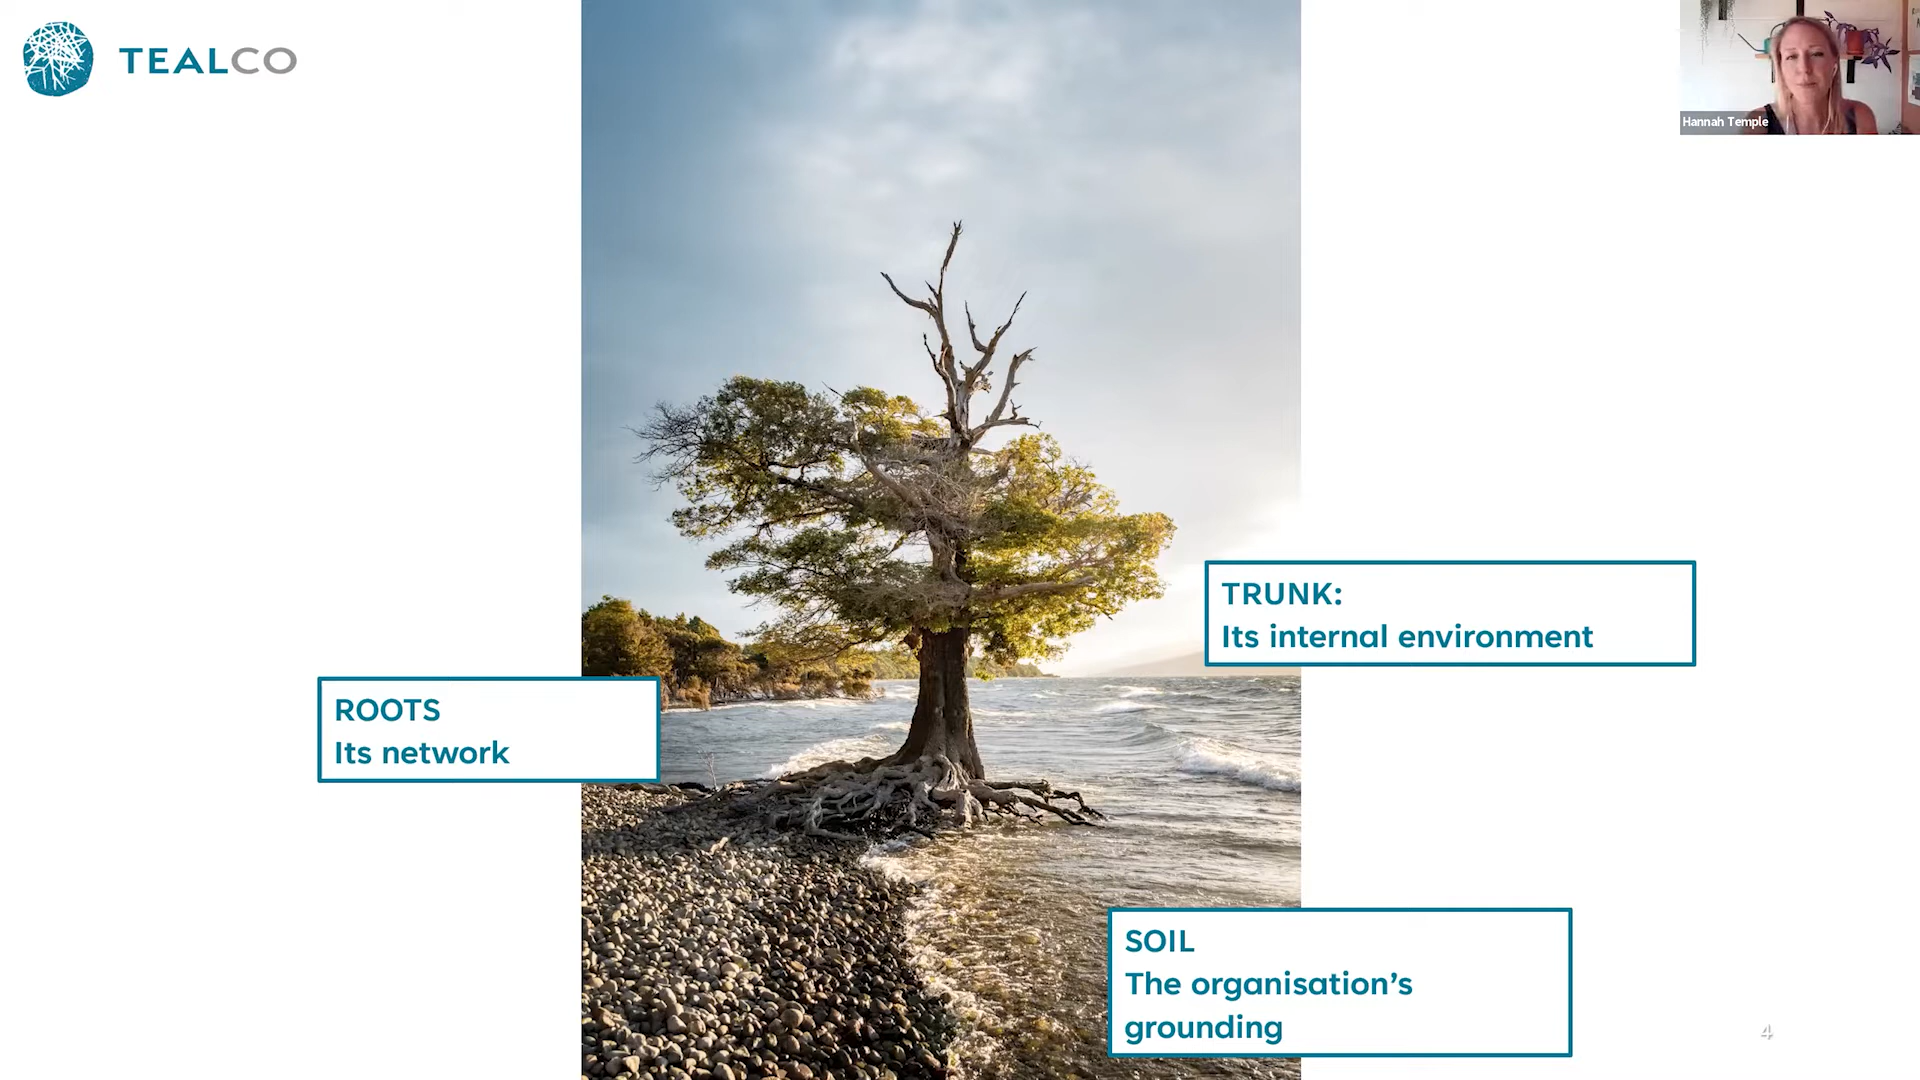 TEALCO
Hannah Temple
TRUNK:
Its internal environment
ROOTS
Its network
SOIL
The organisation’s
grounding
4